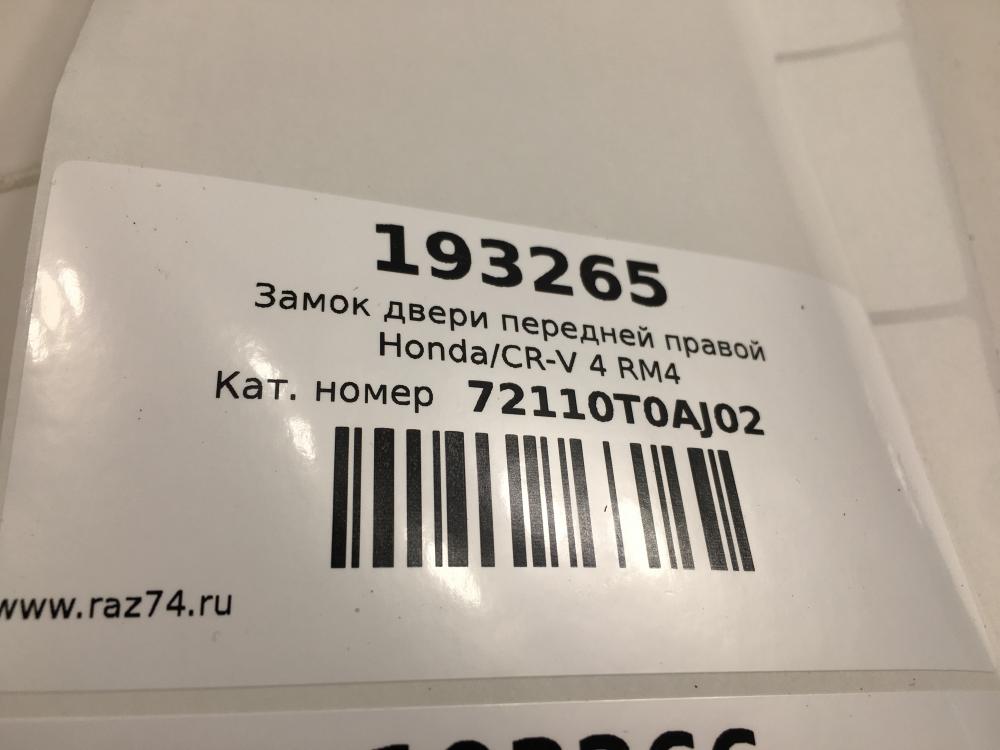 193265
Замок двери передней правой
Honda/CR-V 4 RM4
Кат. номер 72110T0AJ02
www.raz74.ru